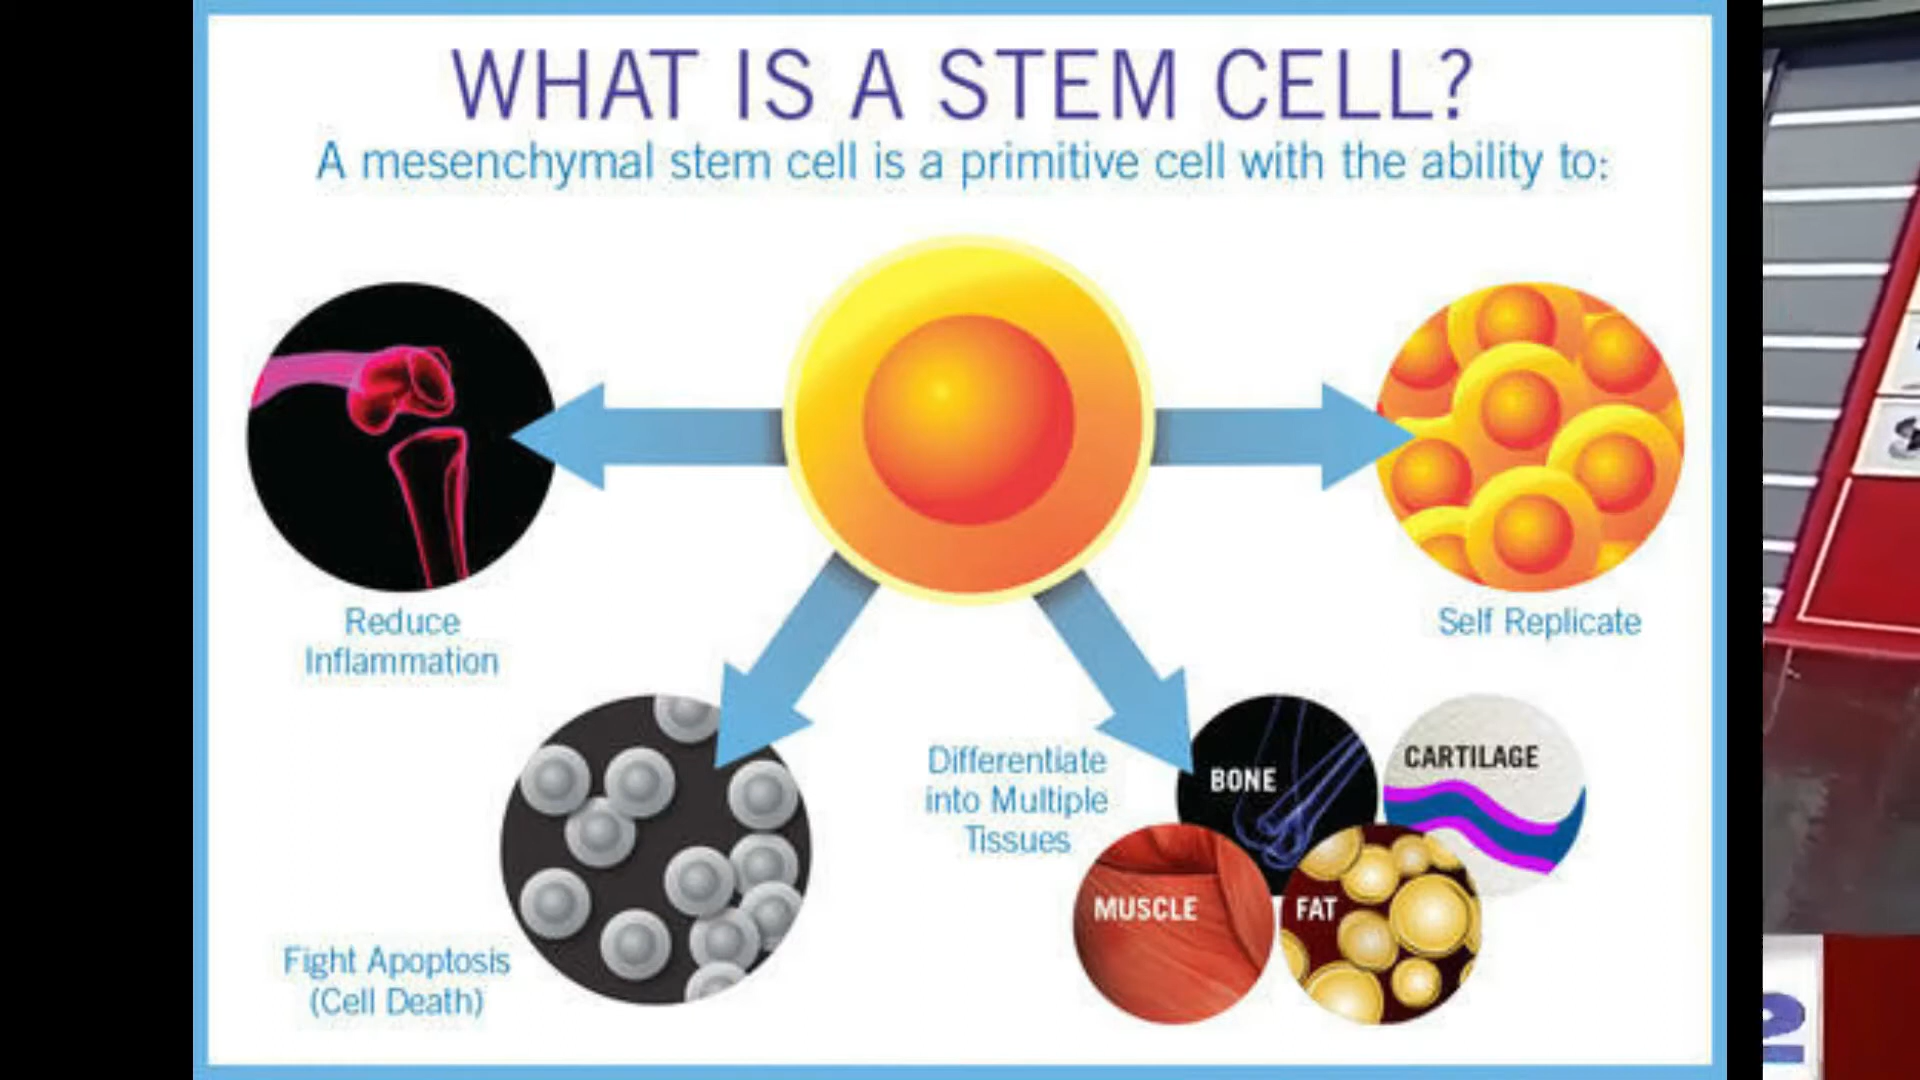 WHAT IS A STEM CELL?
A mesenchymal stem cell is a primitive cell with the ability to:
Reduce
Inflammation
Self Replicate
Differentiate
into Multiple
Tissues
BONE
CARTILAGE
MUSCLE
FAT
Fight Apoptosis
(Cell Death)
2